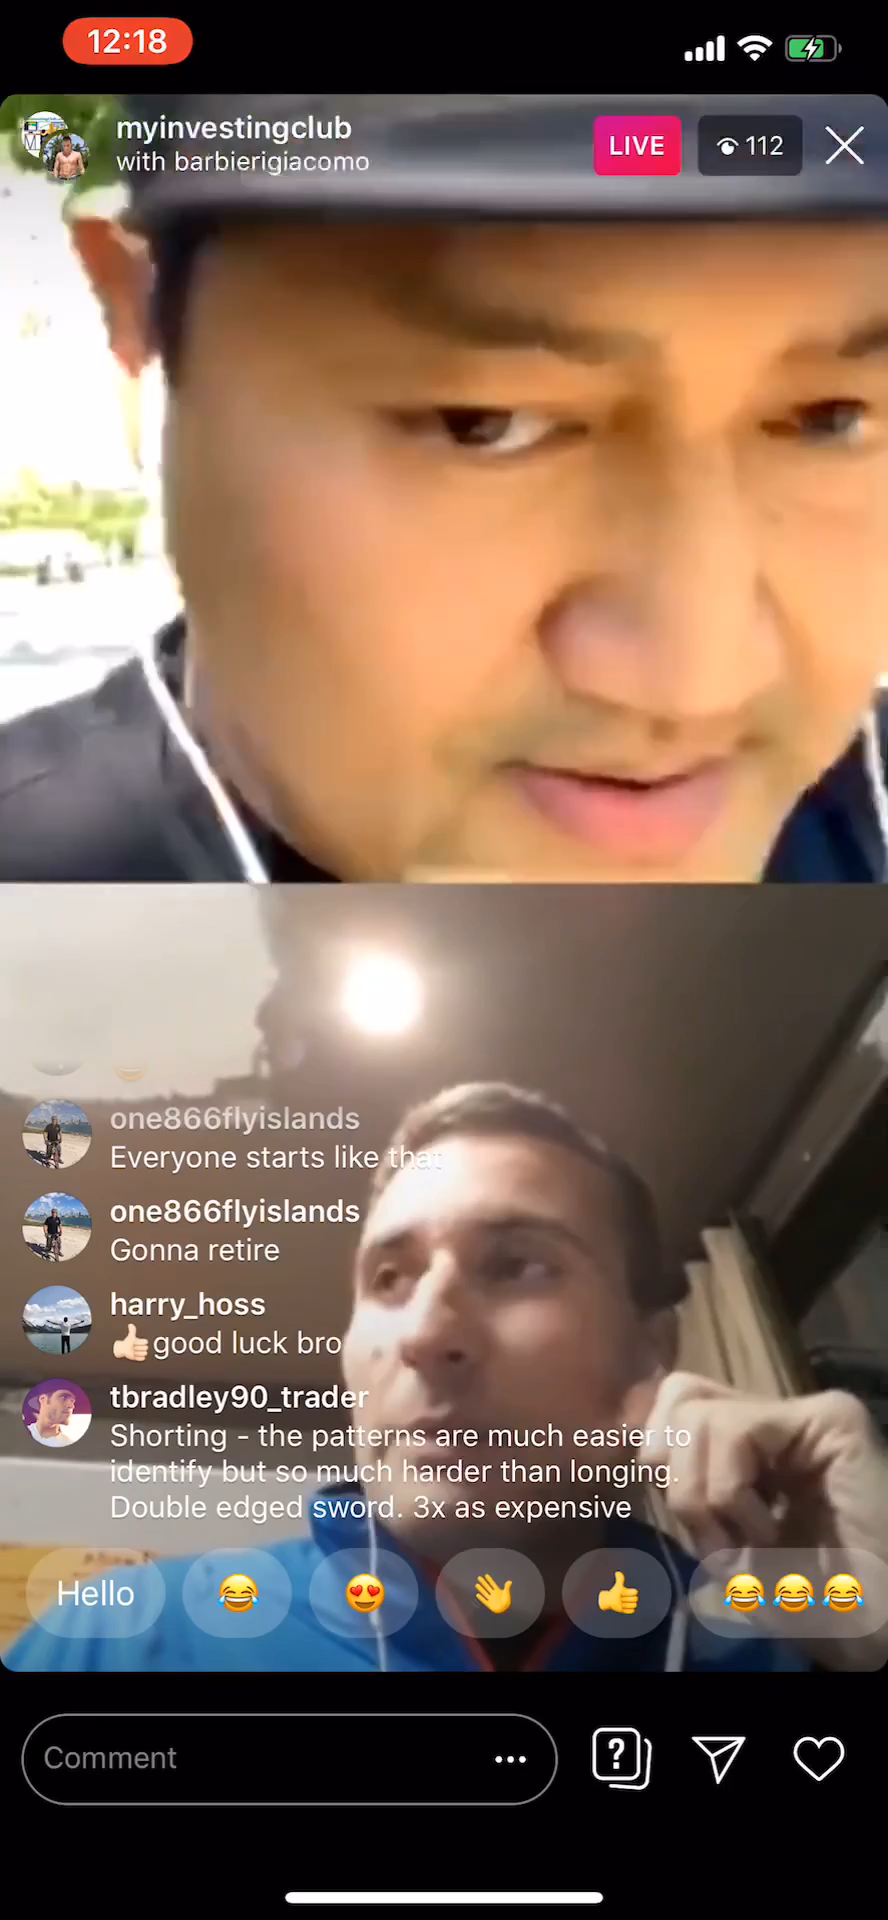 12:18
myinvestingclub
with barbierigiacomo
LIVE
112
one866flyislands
Everyone starts like that
one866flyislands
Gonna retire
harry_hoss
👍🏻good luck bro
tbradley90_trader
Shorting - the patterns are much easier to
identify but so much harder than longing.
Double edged sword. 3x as expensive
Hello
Comment